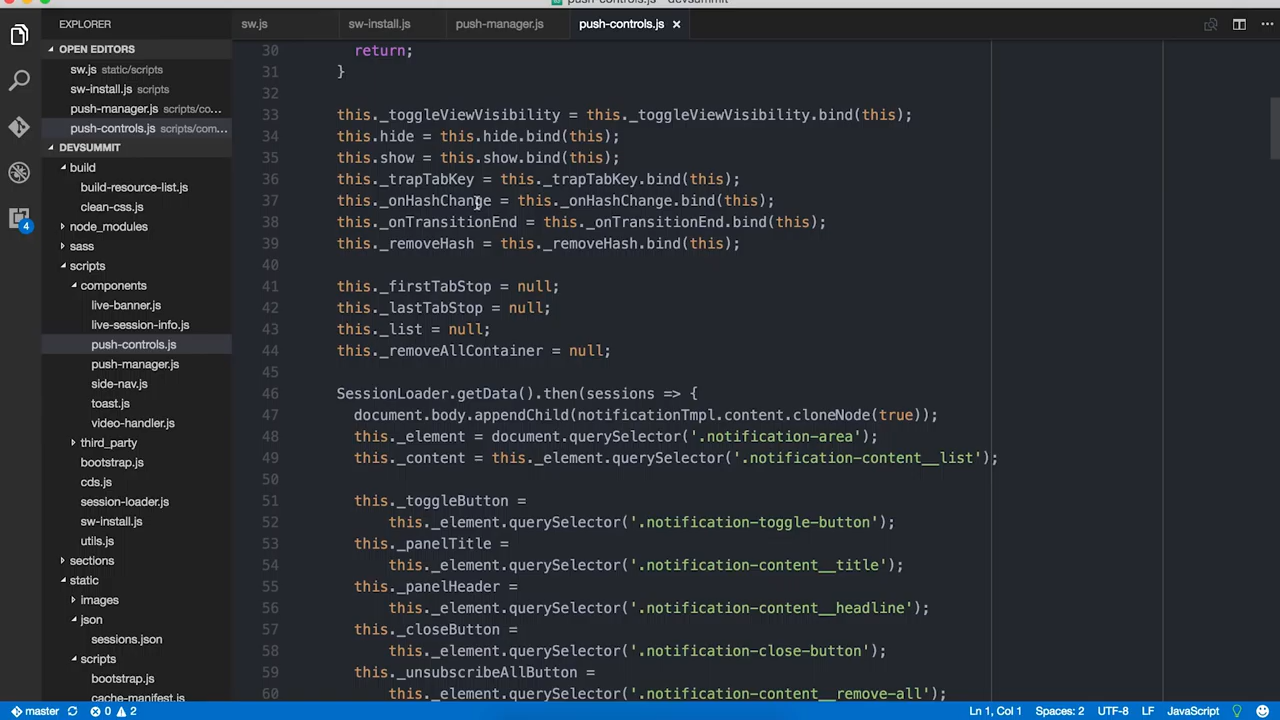 push-controls.js - devsummit
EXPLORER
sw.js
sw-install.js
push-manager.js
push-controls.js ×
OPEN EDITORS
sw.js static/scripts
sw-install.js scripts
push-manager.js scripts/co...
push-controls.js scripts/com...
DEVSUMMIT
build
build-resource-list.js
clean-css.js
node_modules
sass
scripts
components
live-banner.js
live-session-info.js
push-controls.js
push-manager.js
side-nav.js
toast.js
video-handler.js
third_party
bootstrap.js
cds.js
session-loader.js
sw-install.js
utils.js
sections
static
images
json
sessions.json
scripts
bootstrap.js
cache-manifest.js
4
30 return;
31 }
32
33 this._toggleViewVisibility = this._toggleViewVisibility.bind(this);
34 this.hide = this.hide.bind(this);
35 this.show = this.show.bind(this);
36 this._trapTabKey = this._trapTabKey.bind(this);
37 this._onHashChange = this._onHashChange.bind(this);
38 this._onTransitionEnd = this._onTransitionEnd.bind(this);
39 this._removeHash = this._removeHash.bind(this);
40
41 this._firstTabStop = null;
42 this._lastTabStop = null;
43 this._list = null;
44 this._removeAllContainer = null;
45
46 SessionLoader.getData().then(sessions => {
47 document.body.appendChild(notificationTmpl.content.cloneNode(true));
48 this._element = document.querySelector('.notification-area');
49 this._content = this._element.querySelector('.notification-content__list');
50
51 this._toggleButton =
52 this._element.querySelector('.notification-toggle-button');
53 this._panelTitle =
54 this._element.querySelector('.notification-content__title');
55 this._panelHeader =
56 this._element.querySelector('.notification-content__headline');
57 this._closeButton =
58 this._element.querySelector('.notification-close-button');
59 this._unsubscribeAllButton =
60 this._element.querySelector('.notification-content__remove-all');
master 0 2 Ln 1, Col 1 Spaces: 2 UTF-8 LF JavaScript